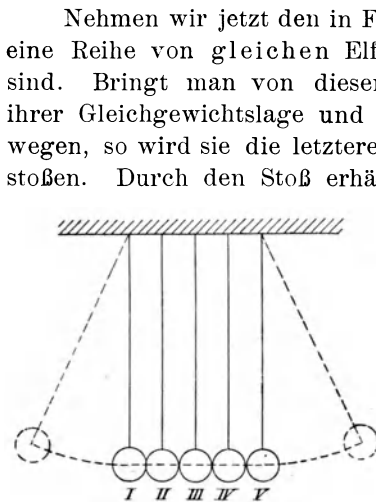 Nehmen wir jetzt den in F
eine Reihe von gleichen Elf
sind. Bringt man von dieser
ihrer Gleichgewichtslage und
wegen, so wird sie die letztere
stoßen. Durch den Stoß erhä
I II III IV V